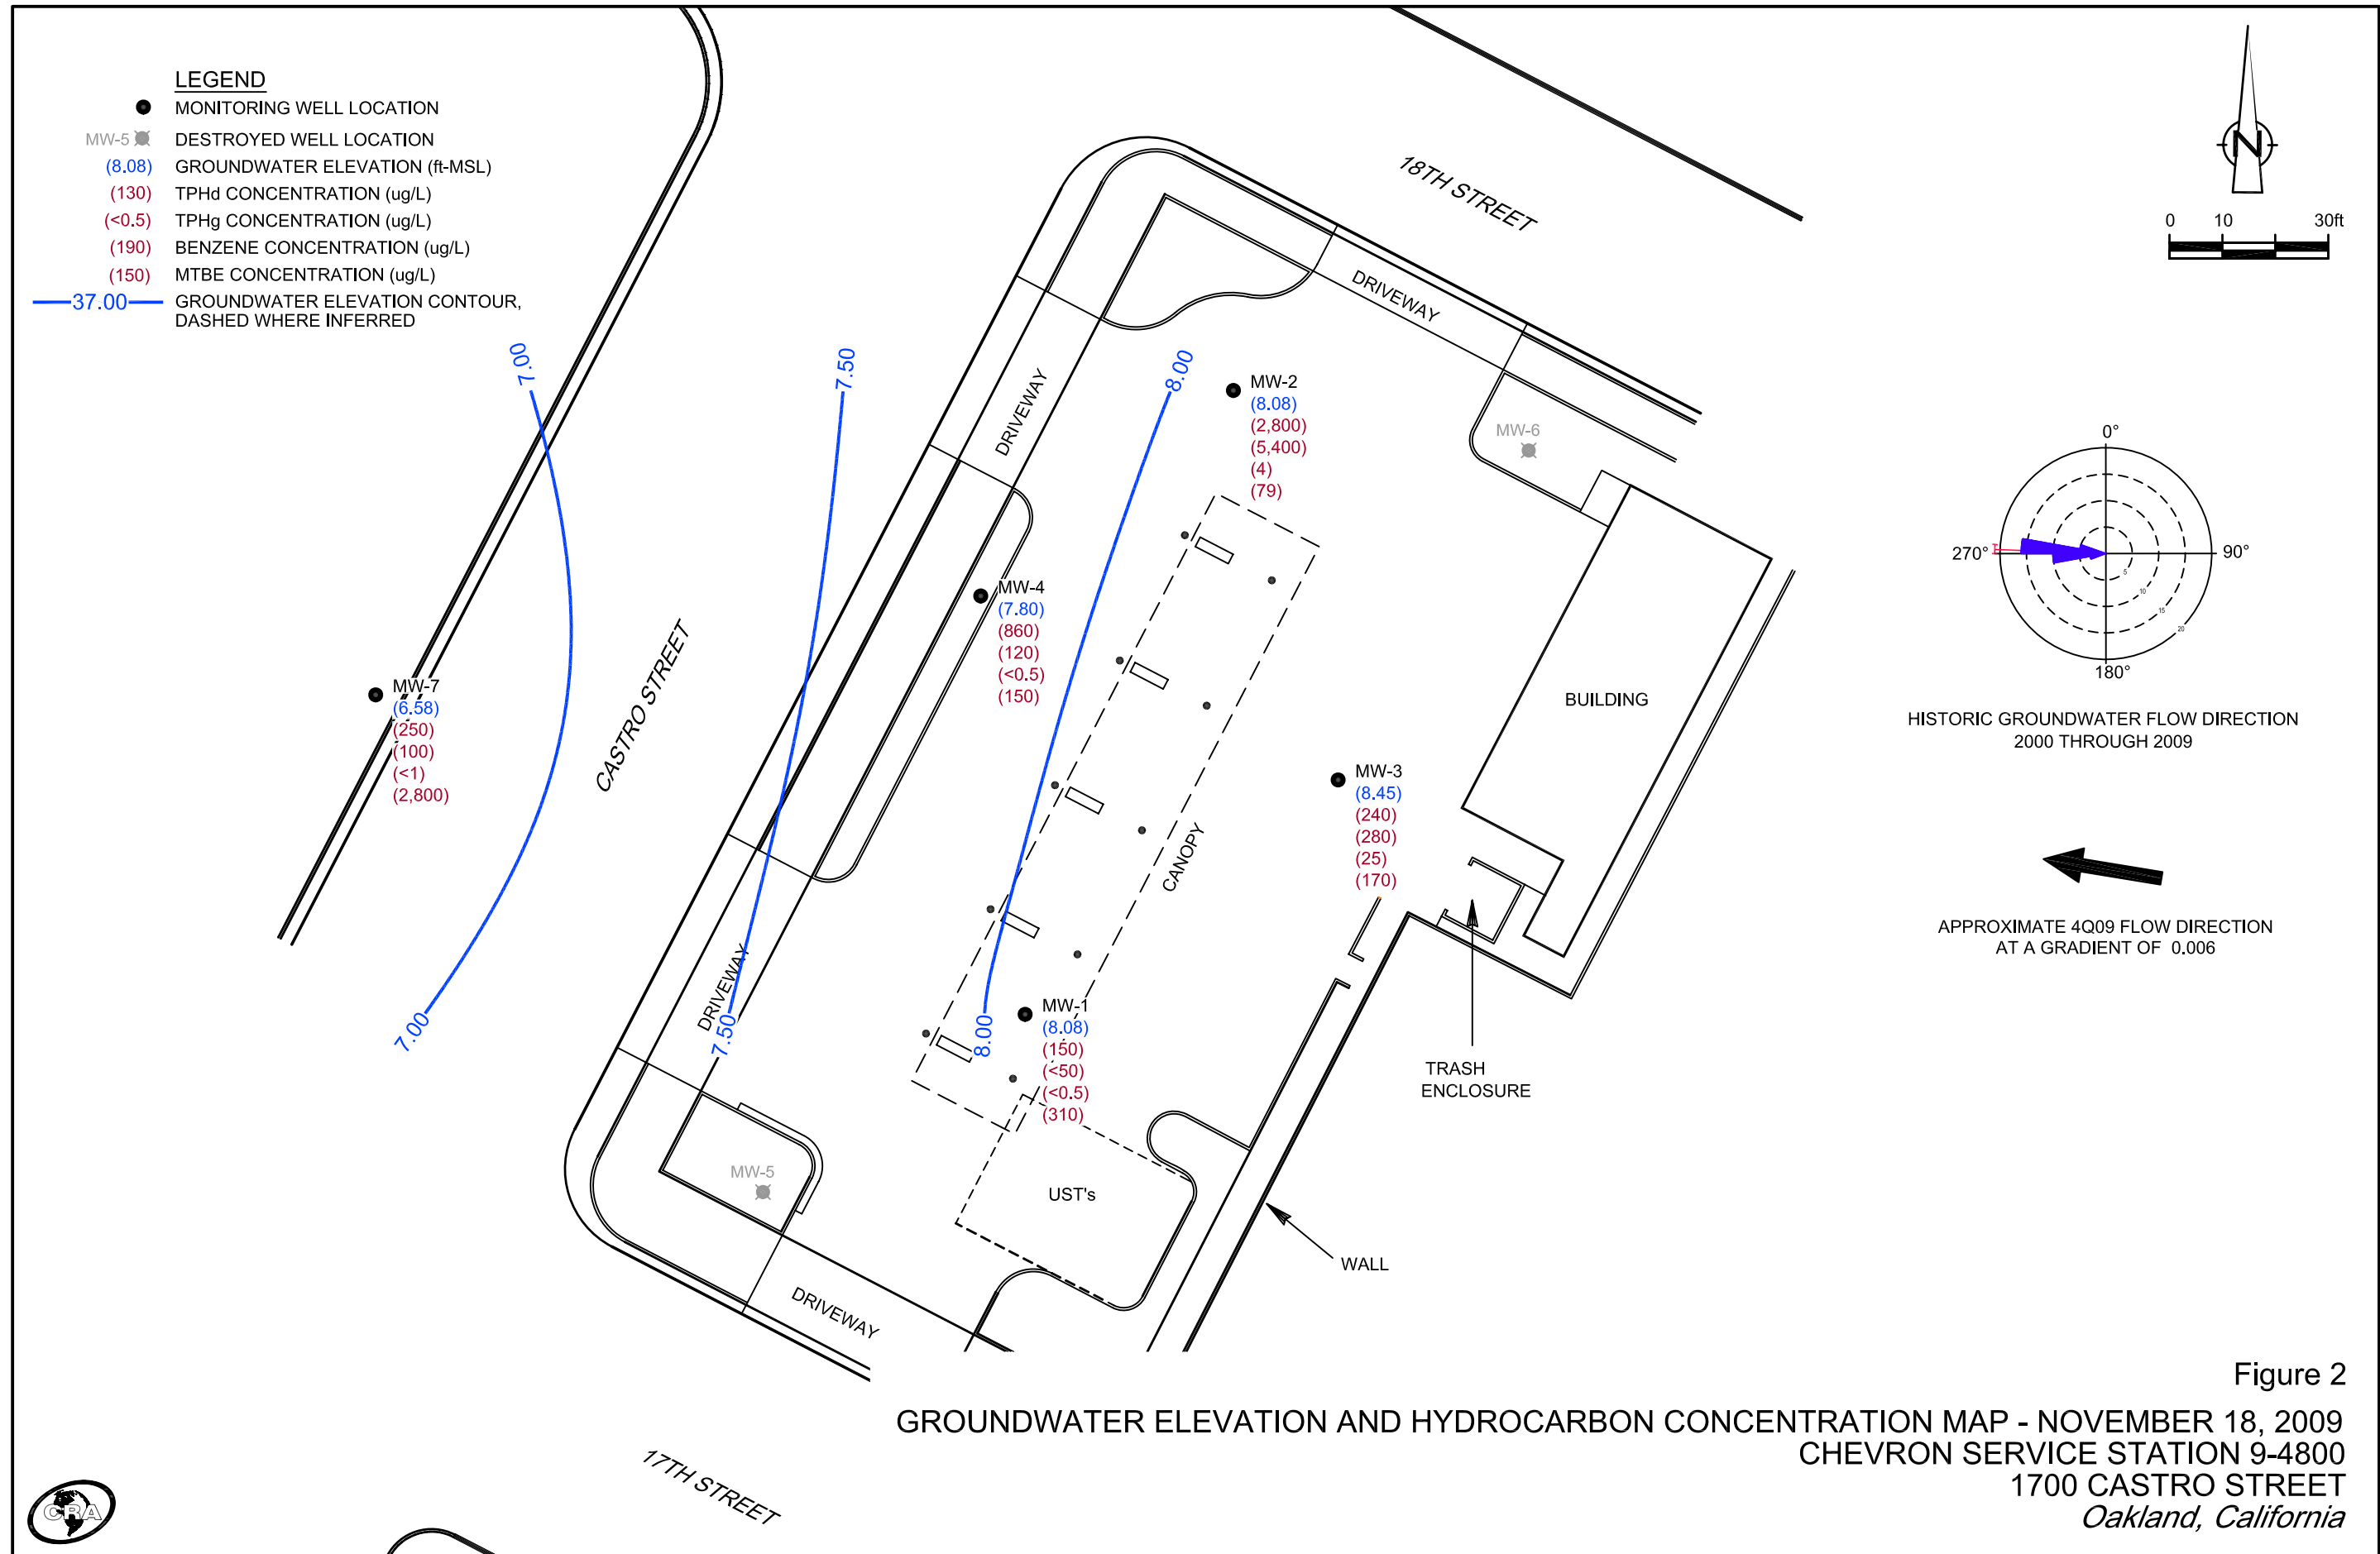 LEGEND
MONITORING WELL LOCATION
MW-5 DESTROYED WELL LOCATION
(8.08) GROUNDWATER ELEVATION (ft-MSL)
(130) TPHd CONCENTRATION (ug/L)
(<0.5) TPHg CONCENTRATION (ug/L)
(190) BENZENE CONCENTRATION (ug/L)
(150) MTBE CONCENTRATION (ug/L)
37.00 GROUNDWATER ELEVATION CONTOUR,
DASHED WHERE INFERRED
N
0 10 30ft
18TH STREET
DRIVEWAY
7.00
7.50
8.00
DRIVEWAY
MW-2
(8.08)
(2,800)
(5,400)
(4)
(79)
MW-6
0°
270°
90°
180°
5
10
15
20
HISTORIC GROUNDWATER FLOW DIRECTION
2000 THROUGH 2009
MW-4
(7.80)
(860)
(120)
(<0.5)
(150)
CASTRO STREET
MW-7
(6.58)
(250)
(100)
(<1)
(2,800)
BUILDING
MW-3
(8.45)
(240)
(280)
(25)
(170)
CANOPY
APPROXIMATE 4Q09 FLOW DIRECTION
AT A GRADIENT OF 0.006
DRIVEWAY
7.00
7.50
8.00
MW-1
(8.08)
(150)
(<50)
(<0.5)
(310)
TRASH
ENCLOSURE
MW-5
UST's
WALL
DRIVEWAY
17TH STREET
Figure 2
GROUNDWATER ELEVATION AND HYDROCARBON CONCENTRATION MAP - NOVEMBER 18, 2009
CHEVRON SERVICE STATION 9-4800
1700 CASTRO STREET
Oakland, California
CRA